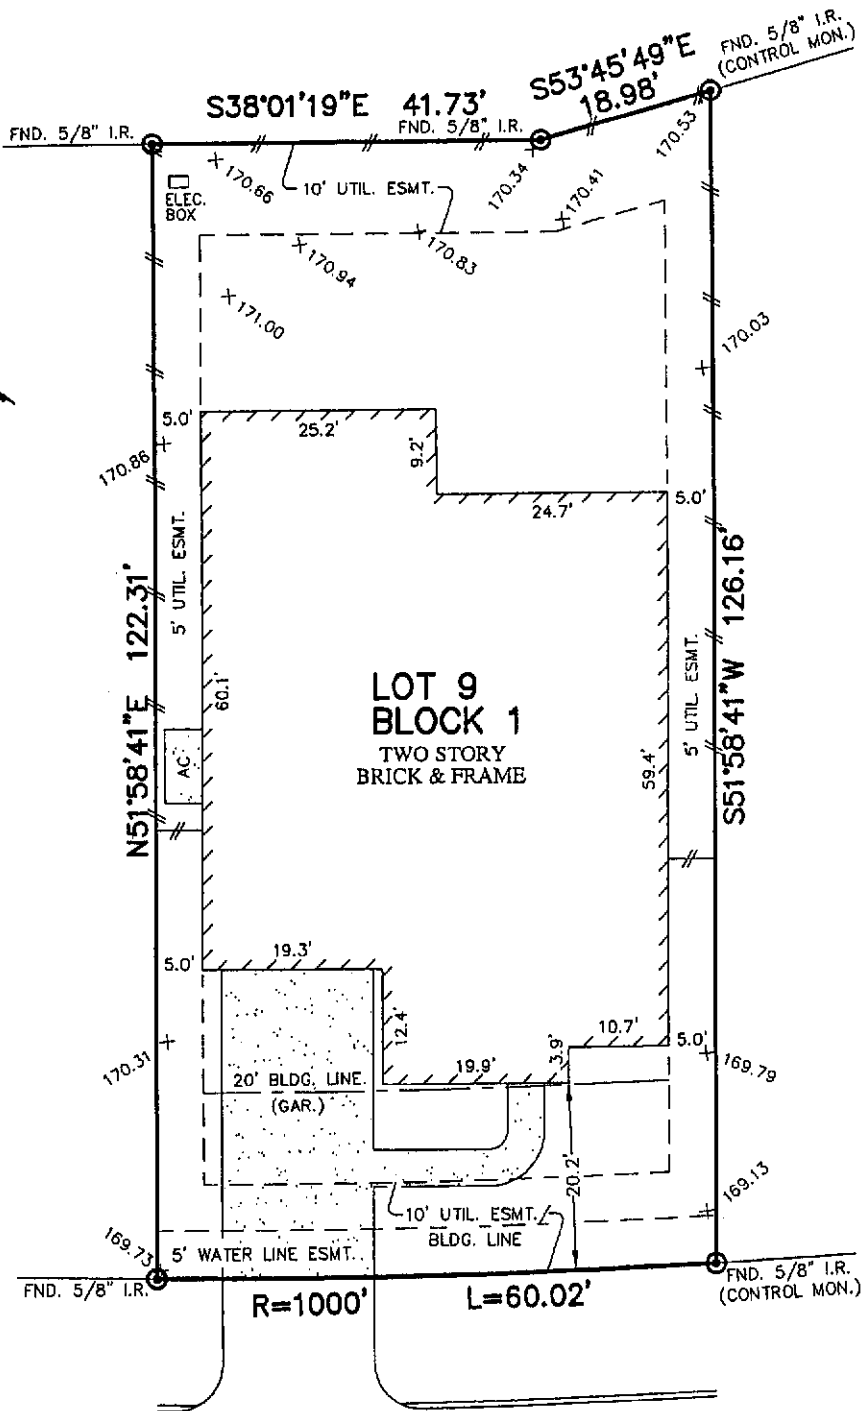 FND. 5/8" I.R.
(CONTROL MON.)
S53°45'49"E
18.98'
S38°01'19"E 41.73'
FND. 5/8" I.R.
FND. 5/8" I.R.
170.53
170.34
170.41
170.66
10' UTIL. ESMT.
ELEC.
BOX
170.94
170.83
171.00
170.03
5.0'
25.2'
9.2'
170.86
24.7'
5.0'
5' UTIL. ESMT.
N51°58'41"E 122.31'
60.1'
LOT 9
BLOCK 1
TWO STORY
BRICK & FRAME
59.4'
5' UTIL. ESMT.
S51°58'41"W 126.16'
AC
5.0'
19.3'
12.4'
19.9'
3.9'
10.7'
5.0'
170.31
169.79
20' BLDG. LINE
(GAR.)
20.2'
169.13
10' UTIL. ESMT./
BLDG. LINE
169.73
5' WATER LINE ESMT.
FND. 5/8" I.R.
R=1000' L=60.02'
FND. 5/8" I.R.
(CONTROL MON.)